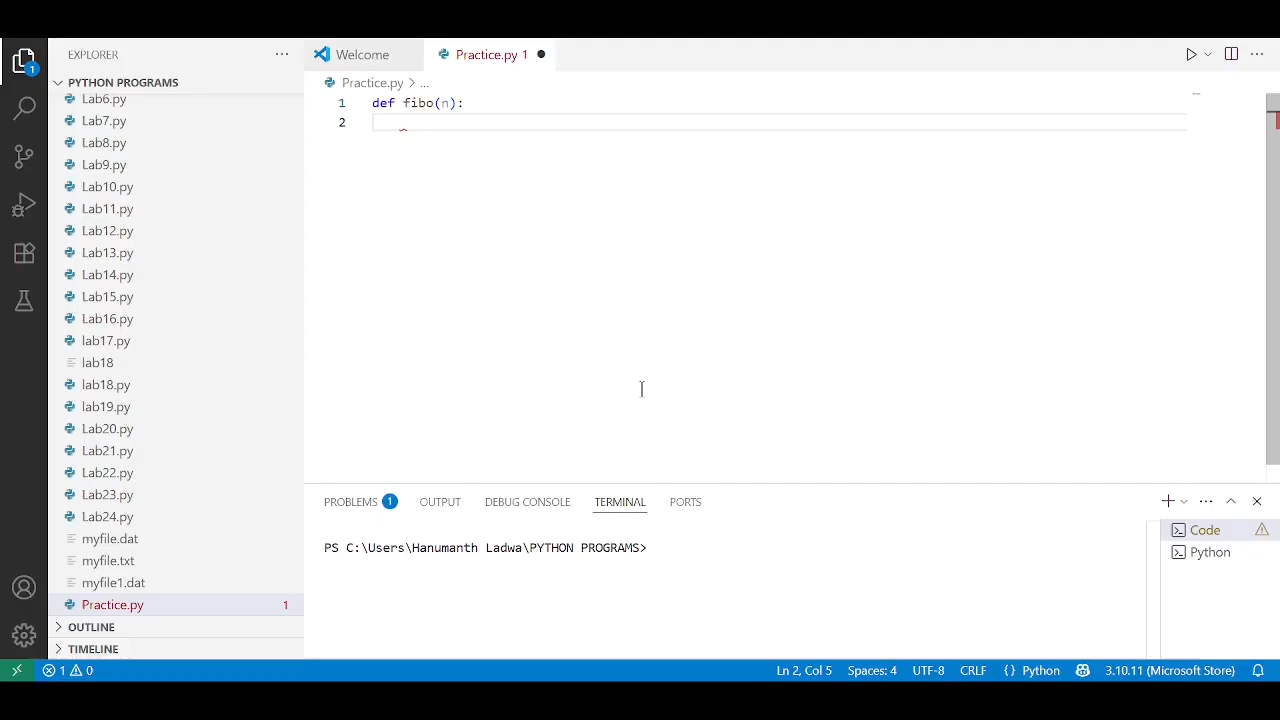 EXPLORER
PYTHON PROGRAMS
Lab6.py
Lab7.py
Lab8.py
Lab9.py
Lab10.py
Lab11.py
Lab12.py
Lab13.py
Lab14.py
Lab15.py
Lab16.py
lab17.py
lab18
lab18.py
lab19.py
Lab20.py
Lab21.py
Lab22.py
Lab23.py
Lab24.py
myfile.dat
myfile.txt
myfile1.dat
Practice.py 1
OUTLINE
TIMELINE
1
Welcome Practice.py 1
Practice.py > ...
1 def fibo(n):
2
PROBLEMS 1 OUTPUT DEBUG CONSOLE TERMINAL PORTS
PS C:\Users\Hanumanth Ladwa\PYTHON PROGRAMS>
Code
Python
1 0 Ln 2, Col 5 Spaces: 4 UTF-8 CRLF {} Python 3.10.11 (Microsoft Store)